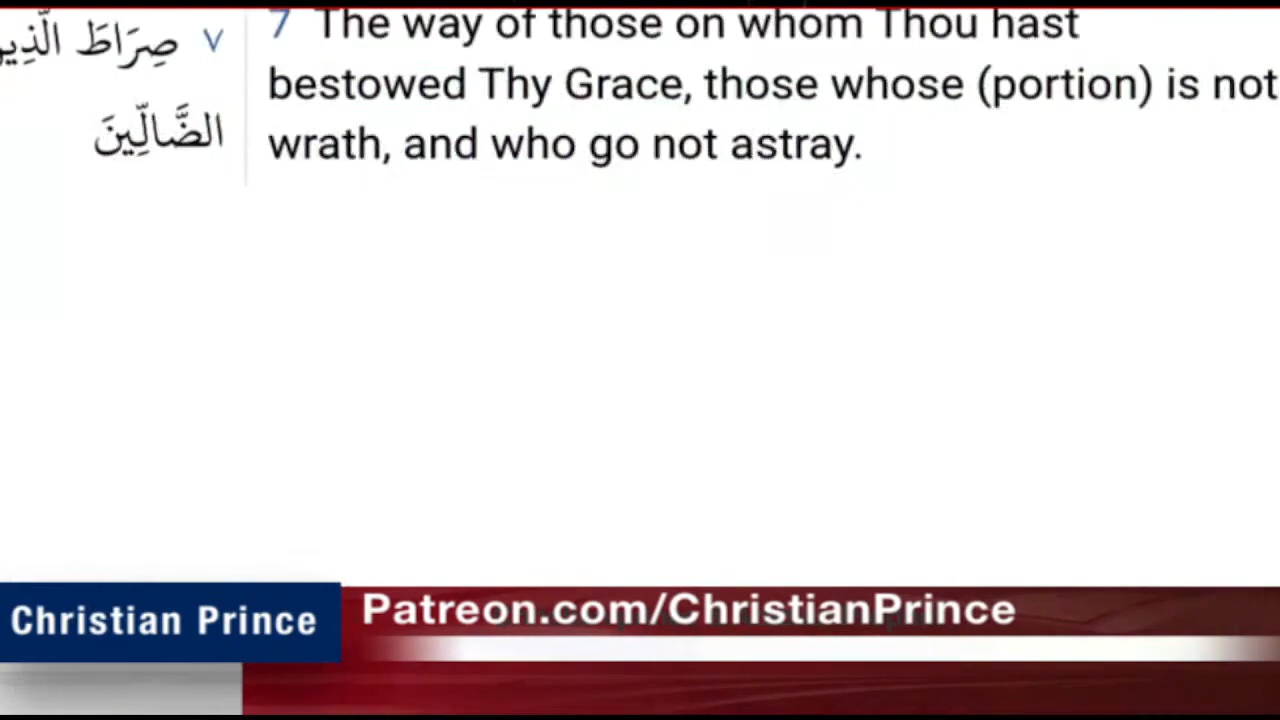 ٧ صِرَاطَ الَّذِي
الضَّالِّينَ
7 The way of those on whom Thou hast
bestowed Thy Grace, those whose (portion) is not
wrath, and who go not astray.
Christian Prince
Patreon.com/ChristianPrince